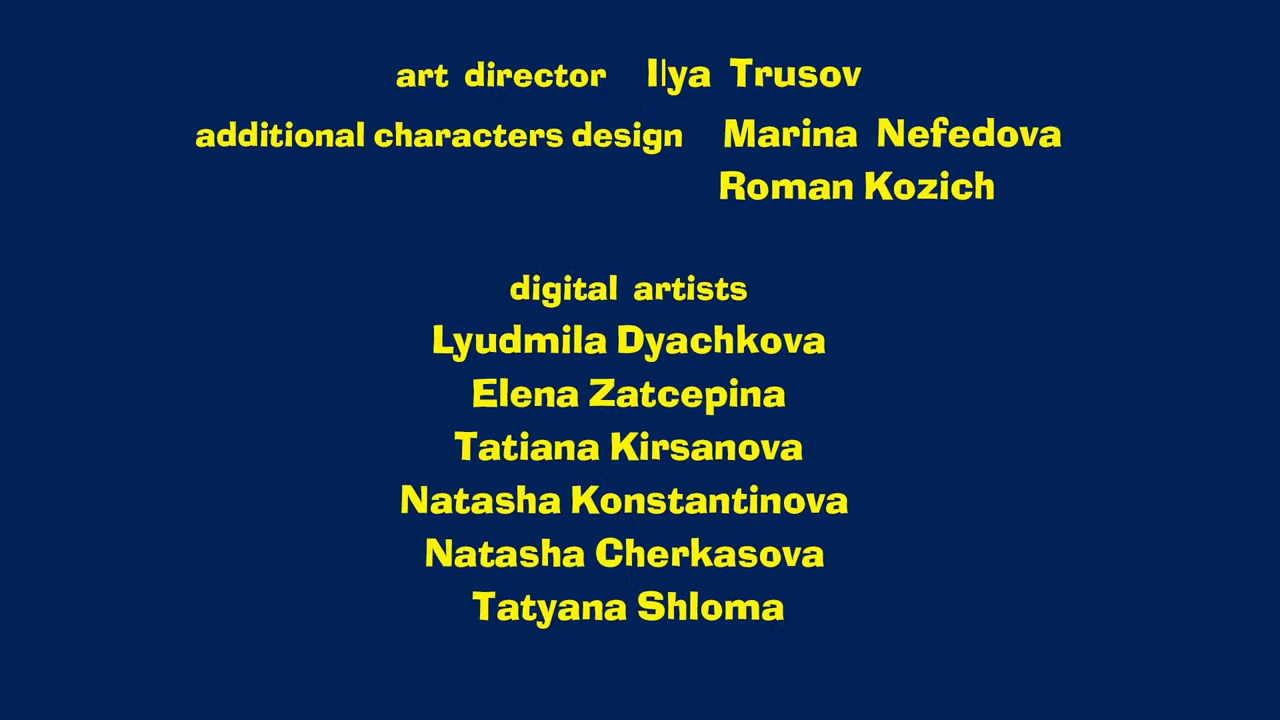 art director Ilya Trusov
additional characters design Marina Nefedova
Roman Kozich
digital artists
Lyudmila Dyachkova
Elena Zatcepina
Tatiana Kirsanova
Natasha Konstantinova
Natasha Cherkasova
Tatyana Shloma